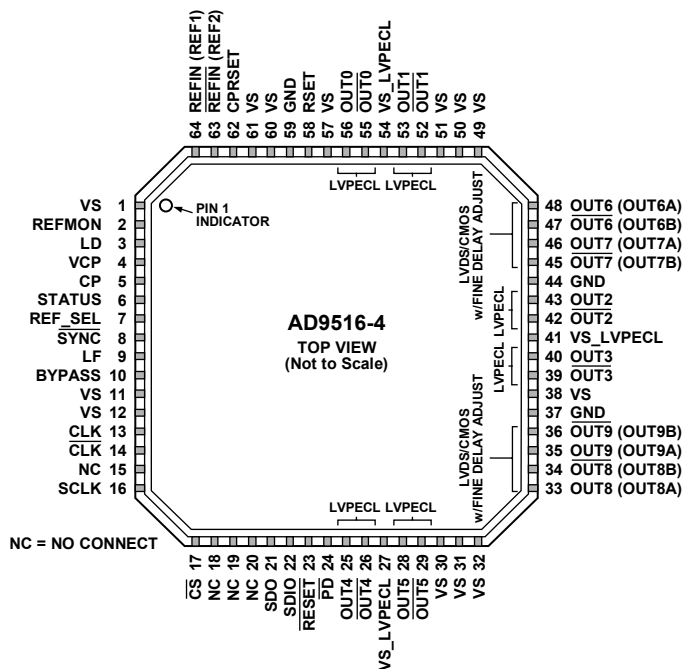 64 REFIN (REF1)
63 REFIN (REF2)
62 CPRSET
61 VS
60 VS
59 GND
58 RSET
57 VS
56 OUT0
55 OUT0
54 VS_LVPECL
53 OUT1
52 OUT1
51 VS
50 VS
49 VS
LVPECL
LVPECL
VS 1
REFMON 2
LD 3
VCP 4
CP 5
STATUS 6
REF_SEL 7
SYNC 8
LF 9
BYPASS 10
VS 11
VS 12
CLK 13
CLK 14
NC 15
SCLK 16
PIN 1
INDICATOR
AD9516-4
TOP VIEW
(Not to Scale)
LVDS/CMOS
w/FINE DELAY ADJUST
LVPECL
LVPECL
LVDS/CMOS
w/FINE DELAY ADJUST
48 OUT6 (OUT6A)
47 OUT6 (OUT6B)
46 OUT7 (OUT7A)
45 OUT7 (OUT7B)
44 GND
43 OUT2
42 OUT2
41 VS_LVPECL
40 OUT3
39 OUT3
38 VS
37 GND
36 OUT9 (OUT9B)
35 OUT9 (OUT9A)
34 OUT8 (OUT8B)
33 OUT8 (OUT8A)
LVPECL
LVPECL
NC = NO CONNECT
CS 17
NC 18
NC 19
NC 20
SDO 21
SDIO 22
RESET 23
PD 24
OUT4 25
OUT4 26
VS_LVPECL 27
OUT5 28
OUT5 29
VS 30
VS 31
VS 32